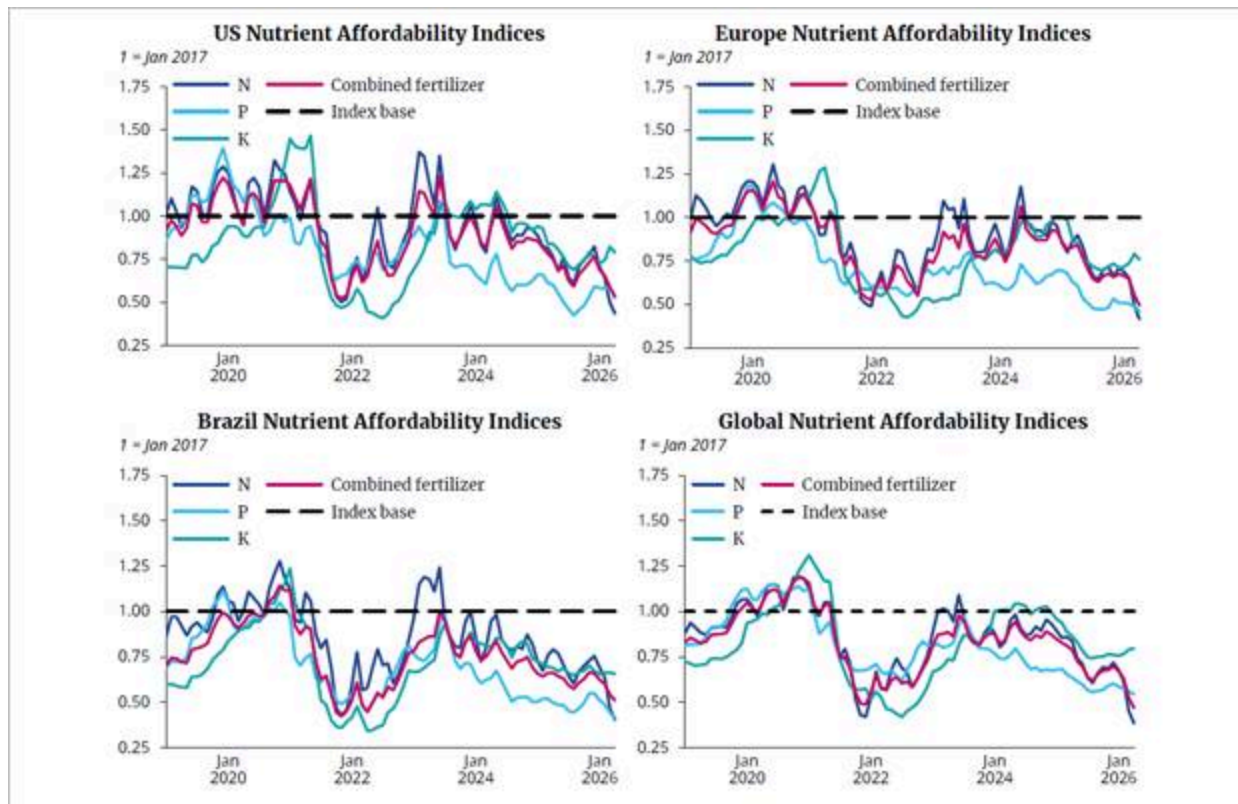 US Nutrient Affordability Indices
1 = Jan 2017
1.75
1.50
1.25
1.00
0.75
0.50
0.25
N
Combined fertilizer
P
Index base
K
Jan 2020
Jan 2022
Jan 2024
Jan 2026
Europe Nutrient Affordability Indices
1 = Jan 2017
1.75
1.50
1.25
1.00
0.75
0.50
0.25
N
Combined fertilizer
P
Index base
K
Jan 2020
Jan 2022
Jan 2024
Jan 2026
Brazil Nutrient Affordability Indices
1 = Jan 2017
1.75
1.50
1.25
1.00
0.75
0.50
0.25
N
Combined fertilizer
P
Index base
K
Jan 2020
Jan 2022
Jan 2024
Jan 2026
Global Nutrient Affordability Indices
1 = Jan 2017
1.75
1.50
1.25
1.00
0.75
0.50
0.25
N
Combined fertilizer
P
Index base
K
Jan 2020
Jan 2022
Jan 2024
Jan 2026